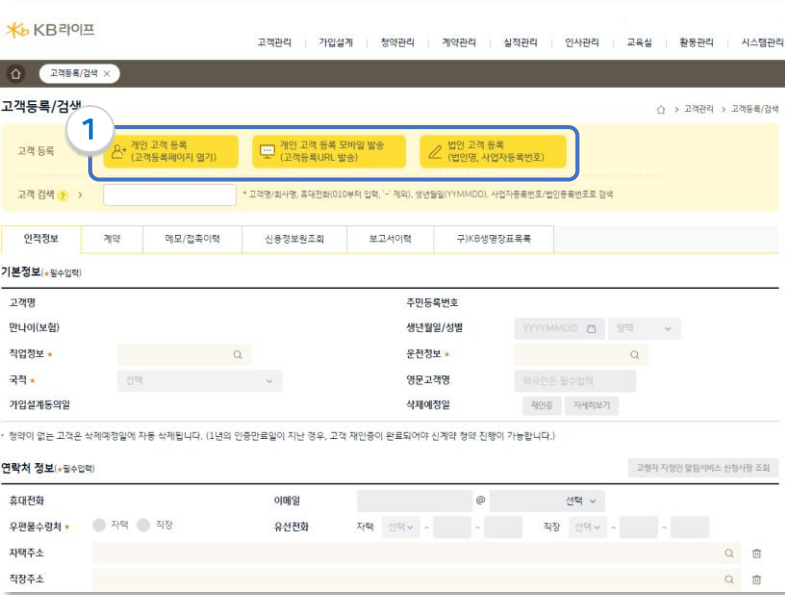 KB라이프
고객관리 가입설계 청약관리 계약관리 실적관리 인사관리 교육실 활동관리 시스템관리
고객등록/검색 ×
고객등록/검색
고객관리 > 고객등록/검색
1
고객 등록
개인 고객 등록
(고객등록페이지 열기)
개인 고객 등록 모바일 발송
(고객등록URL 발송)
법인 고객 등록
(법인명, 사업자등록번호)
고객 검색 ? >
* 고객명/회사명, 휴대전화(010부터 입력, '-' 제외), 생년월일(YYMMDD), 사업자등록번호/법인등록번호로 검색
인적정보 계약 메모/접촉이력 신용정보원조회 보고서이력 구)KB생명장표목록
기본정보(*필수입력)
고객명 주민등록번호
만나이(보험) 생년월일/성별 YYYYMMDD 양력
직업정보 * 운전정보 *
국적 * 선택 영문고객명 외국인은 필수입력
가입설계동의일 삭제예정일 재인증 자세히보기
• 청약이 없는 고객은 삭제예정일에 자동 삭제됩니다. (1년의 인증만료일이 지난 경우, 고객 재인증이 완료되어야 신계약 청약 진행이 가능합니다.)
연락처 정보(*필수입력) 고령자 지정인 알림서비스 신청사항 조회
휴대전화 이메일 @ 선택
우편물수령처 * 자택 직장 유선전화 자택 선택 - - 직장 선택 - -
자택주소
직장주소